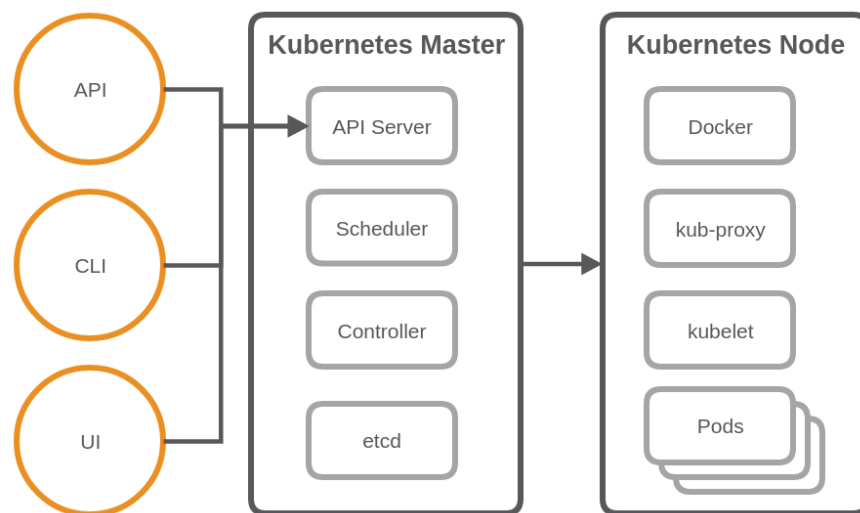 API
CLI
UI
Kubernetes Master
API Server
Scheduler
Controller
etcd
Kubernetes Node
Docker
kub-proxy
kubelet
Pods